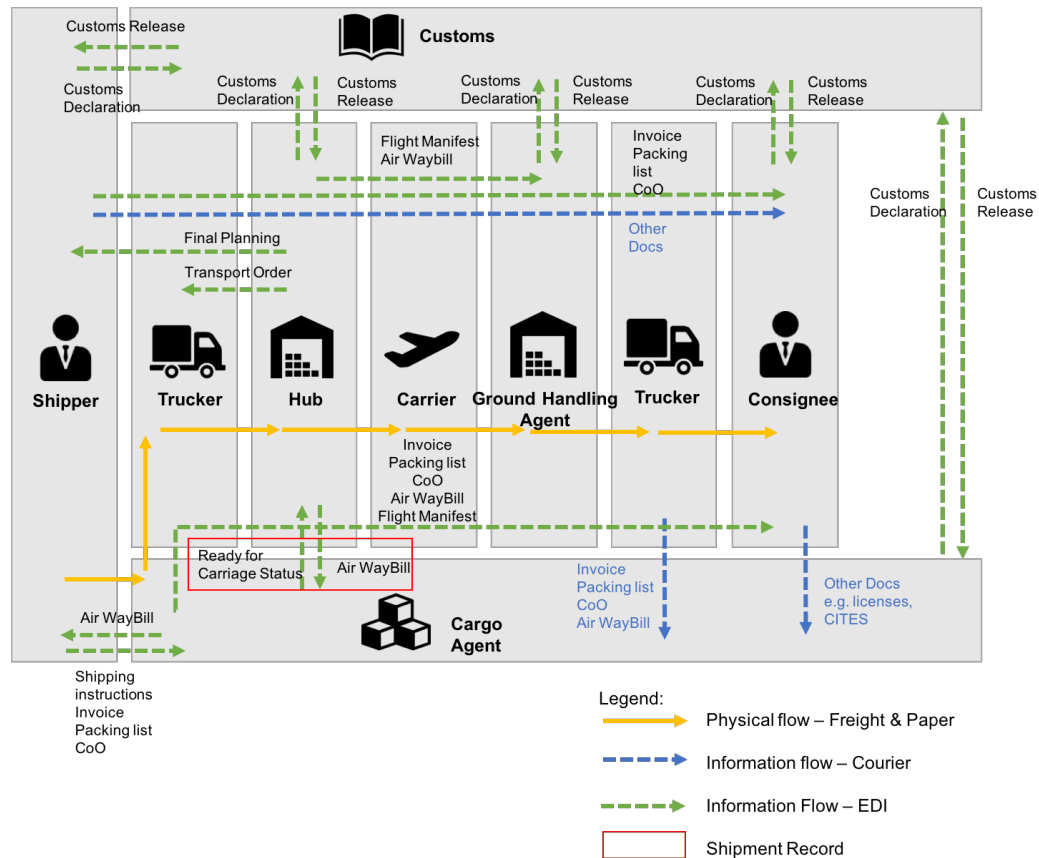 Customs Release
Customs
Declaration
Customs
Customs
Declaration
Customs
Release
Customs
Declaration
Customs
Release
Customs
Declaration
Customs
Release
Flight Manifest
Air Waybill
Invoice
Packing
list
CoO
Other
Docs
Customs
Declaration
Customs
Release
Final Planning
Transport Order
Shipper
Trucker
Hub
Carrier
Ground Handling
Agent
Trucker
Consignee
Invoice
Packing list
CoO
Air WayBill
Flight Manifest
Ready for
Carriage Status
Air WayBill
Invoice
Packing list
CoO
Air WayBill
Other Docs
e.g. licenses,
CITES
Air WayBill
Cargo
Agent
Shipping
instructions
Invoice
Packing list
CoO
Legend:
Physical flow – Freight & Paper
Information flow – Courier
Information Flow – EDI
Shipment Record